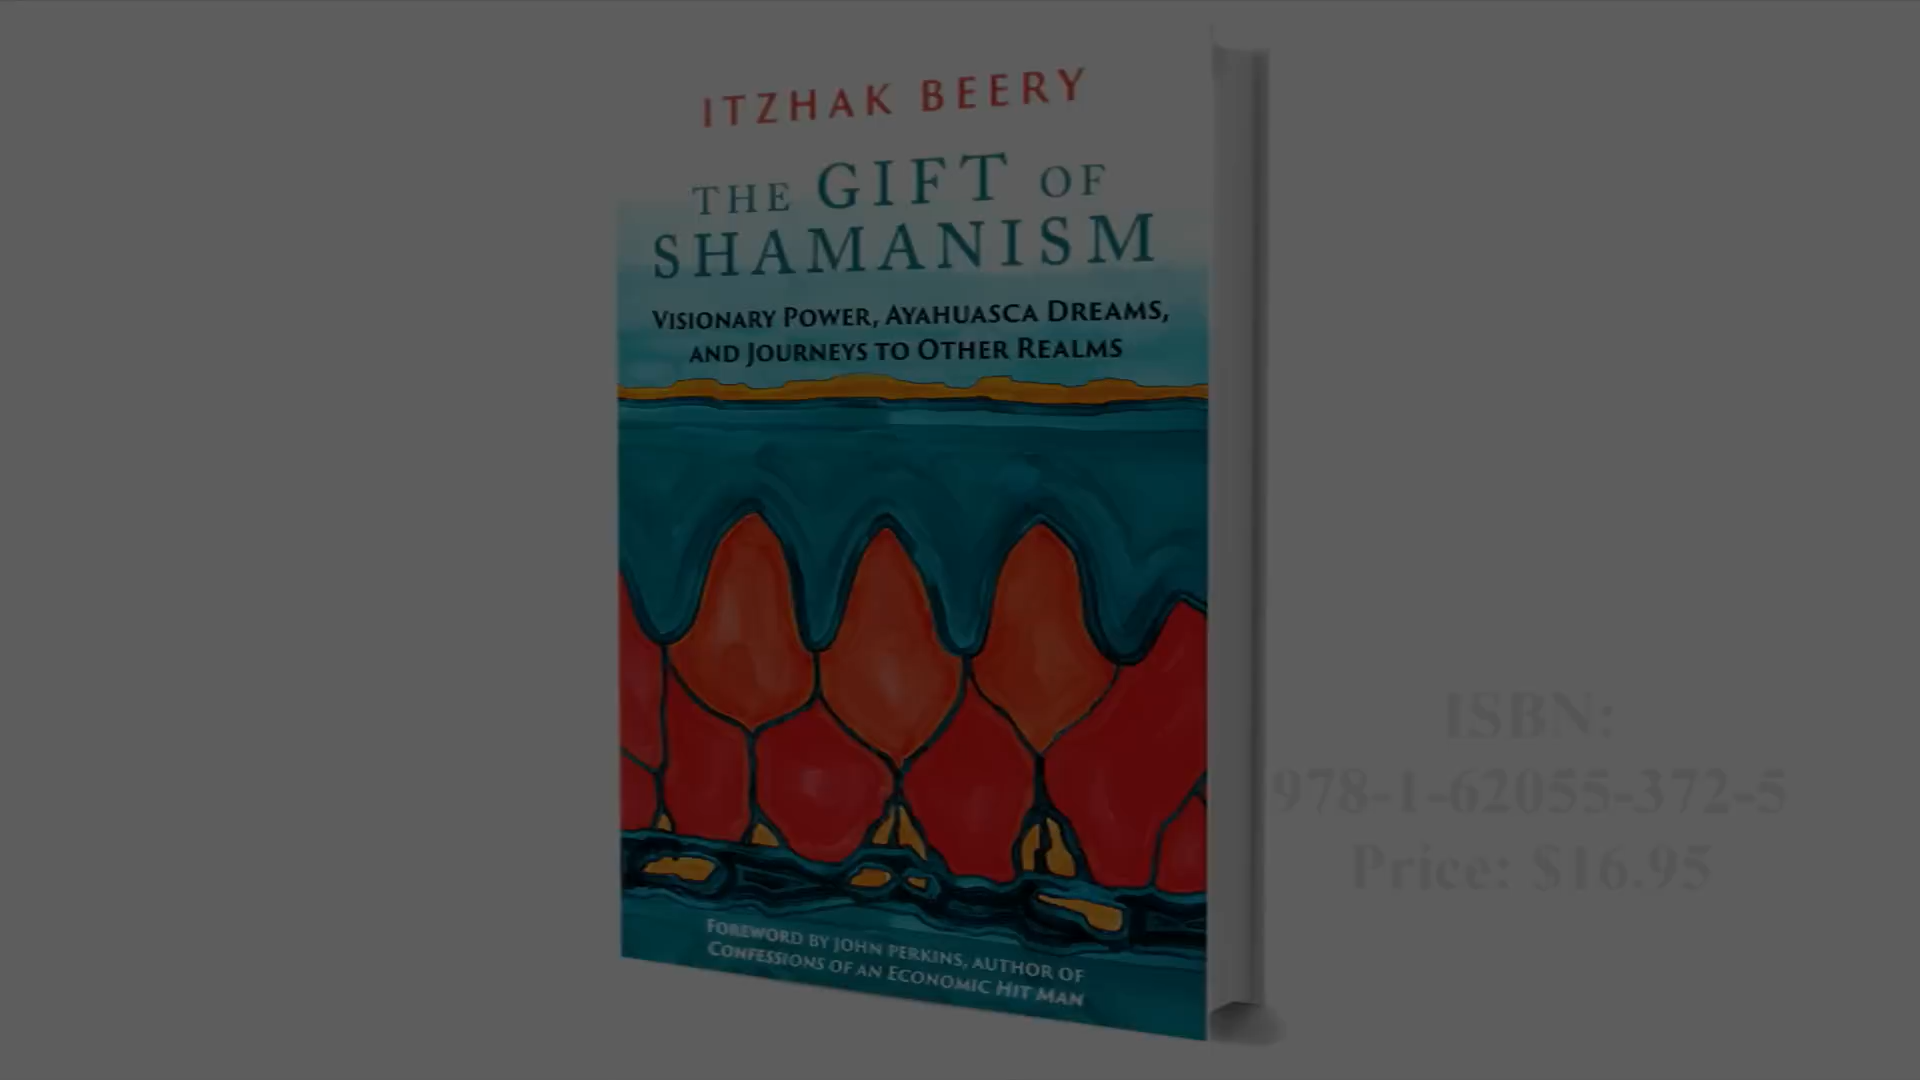 ITZHAK BEERY
THE GIFT OF
SHAMANISM
VISIONARY POWER, AYAHUASCA DREAMS,
AND JOURNEYS TO OTHER REALMS
FOREWORD BY JOHN PERKINS, AUTHOR OF
CONFESSIONS OF AN ECONOMIC HIT MAN
ISBN:
978-1-62055-372-5
Price: $16.95